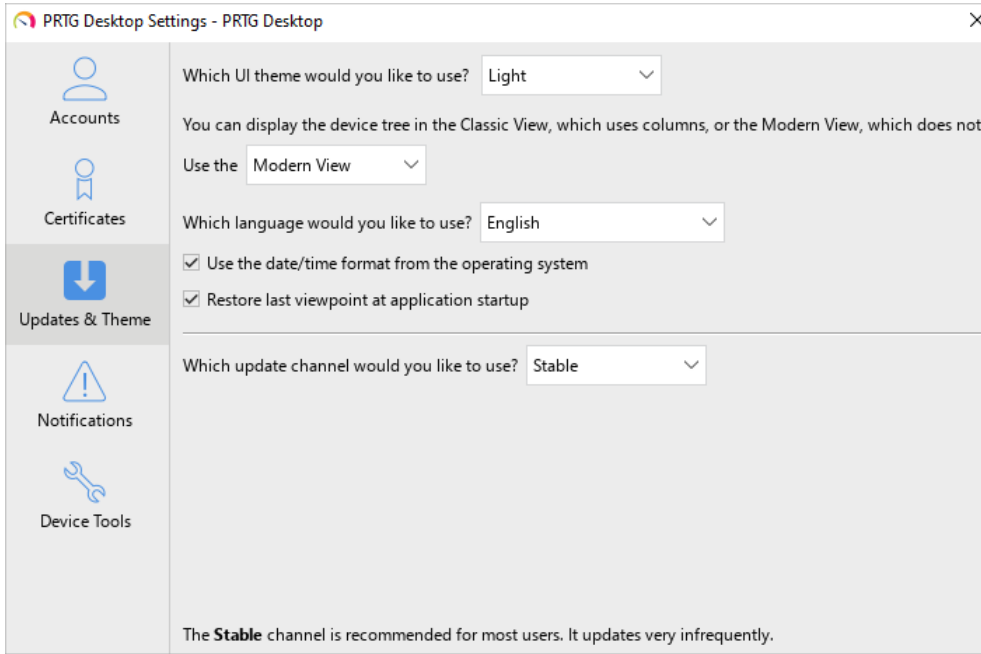 PRTG Desktop Settings - PRTG Desktop
Accounts
Certificates
Updates & Theme
Notifications
Device Tools
Which UI theme would you like to use? Light
You can display the device tree in the Classic View, which uses columns, or the Modern View, which does not
Use the Modern View
Which language would you like to use? English
Use the date/time format from the operating system
Restore last viewpoint at application startup
Which update channel would you like to use? Stable
The Stable channel is recommended for most users. It updates very infrequently.